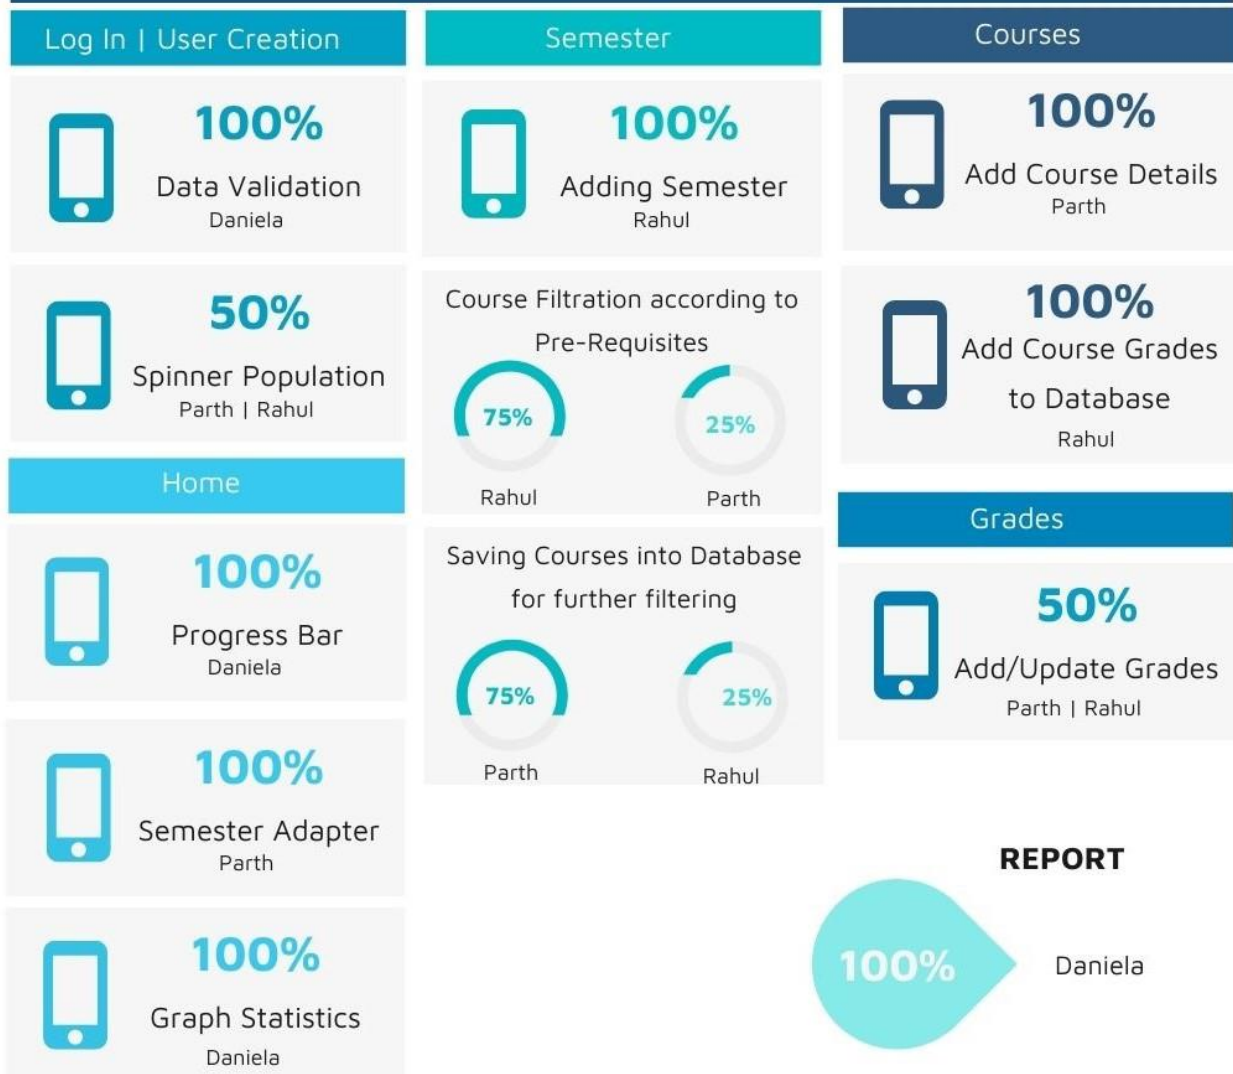 Log In | User Creation
100%
Data Validation
Daniela
50%
Spinner Population
Parth | Rahul
Home
100%
Progress Bar
Daniela
100%
Semester Adapter
Parth
100%
Graph Statistics
Daniela
Semester
100%
Adding Semester
Rahul
Course Filtration according to
Pre-Requisites
75% 25%
Rahul Parth
Saving Courses into Database
for further filtering
75% 25%
Parth Rahul
Courses
100%
Add Course Details
Parth
100%
Add Course Grades
to Database
Rahul
Grades
50%
Add/Update Grades
Parth | Rahul
REPORT
100% Daniela